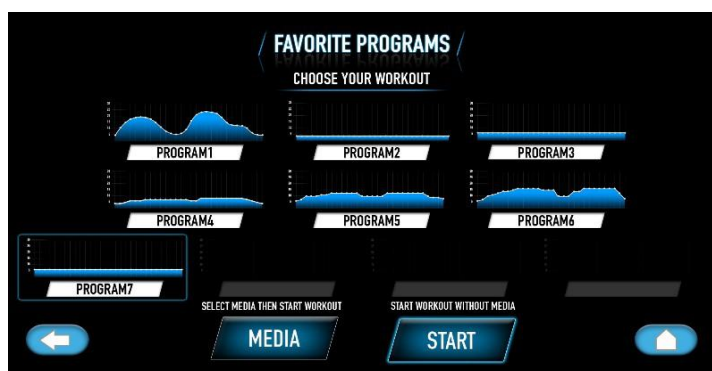 FAVORITE PROGRAMS
CHOOSE YOUR WORKOUT
PROGRAM1
PROGRAM2
PROGRAM3
PROGRAM4
PROGRAM5
PROGRAM6
PROGRAM7
SELECT MEDIA THEN START WORKOUT
START WORKOUT WITHOUT MEDIA
MEDIA
START